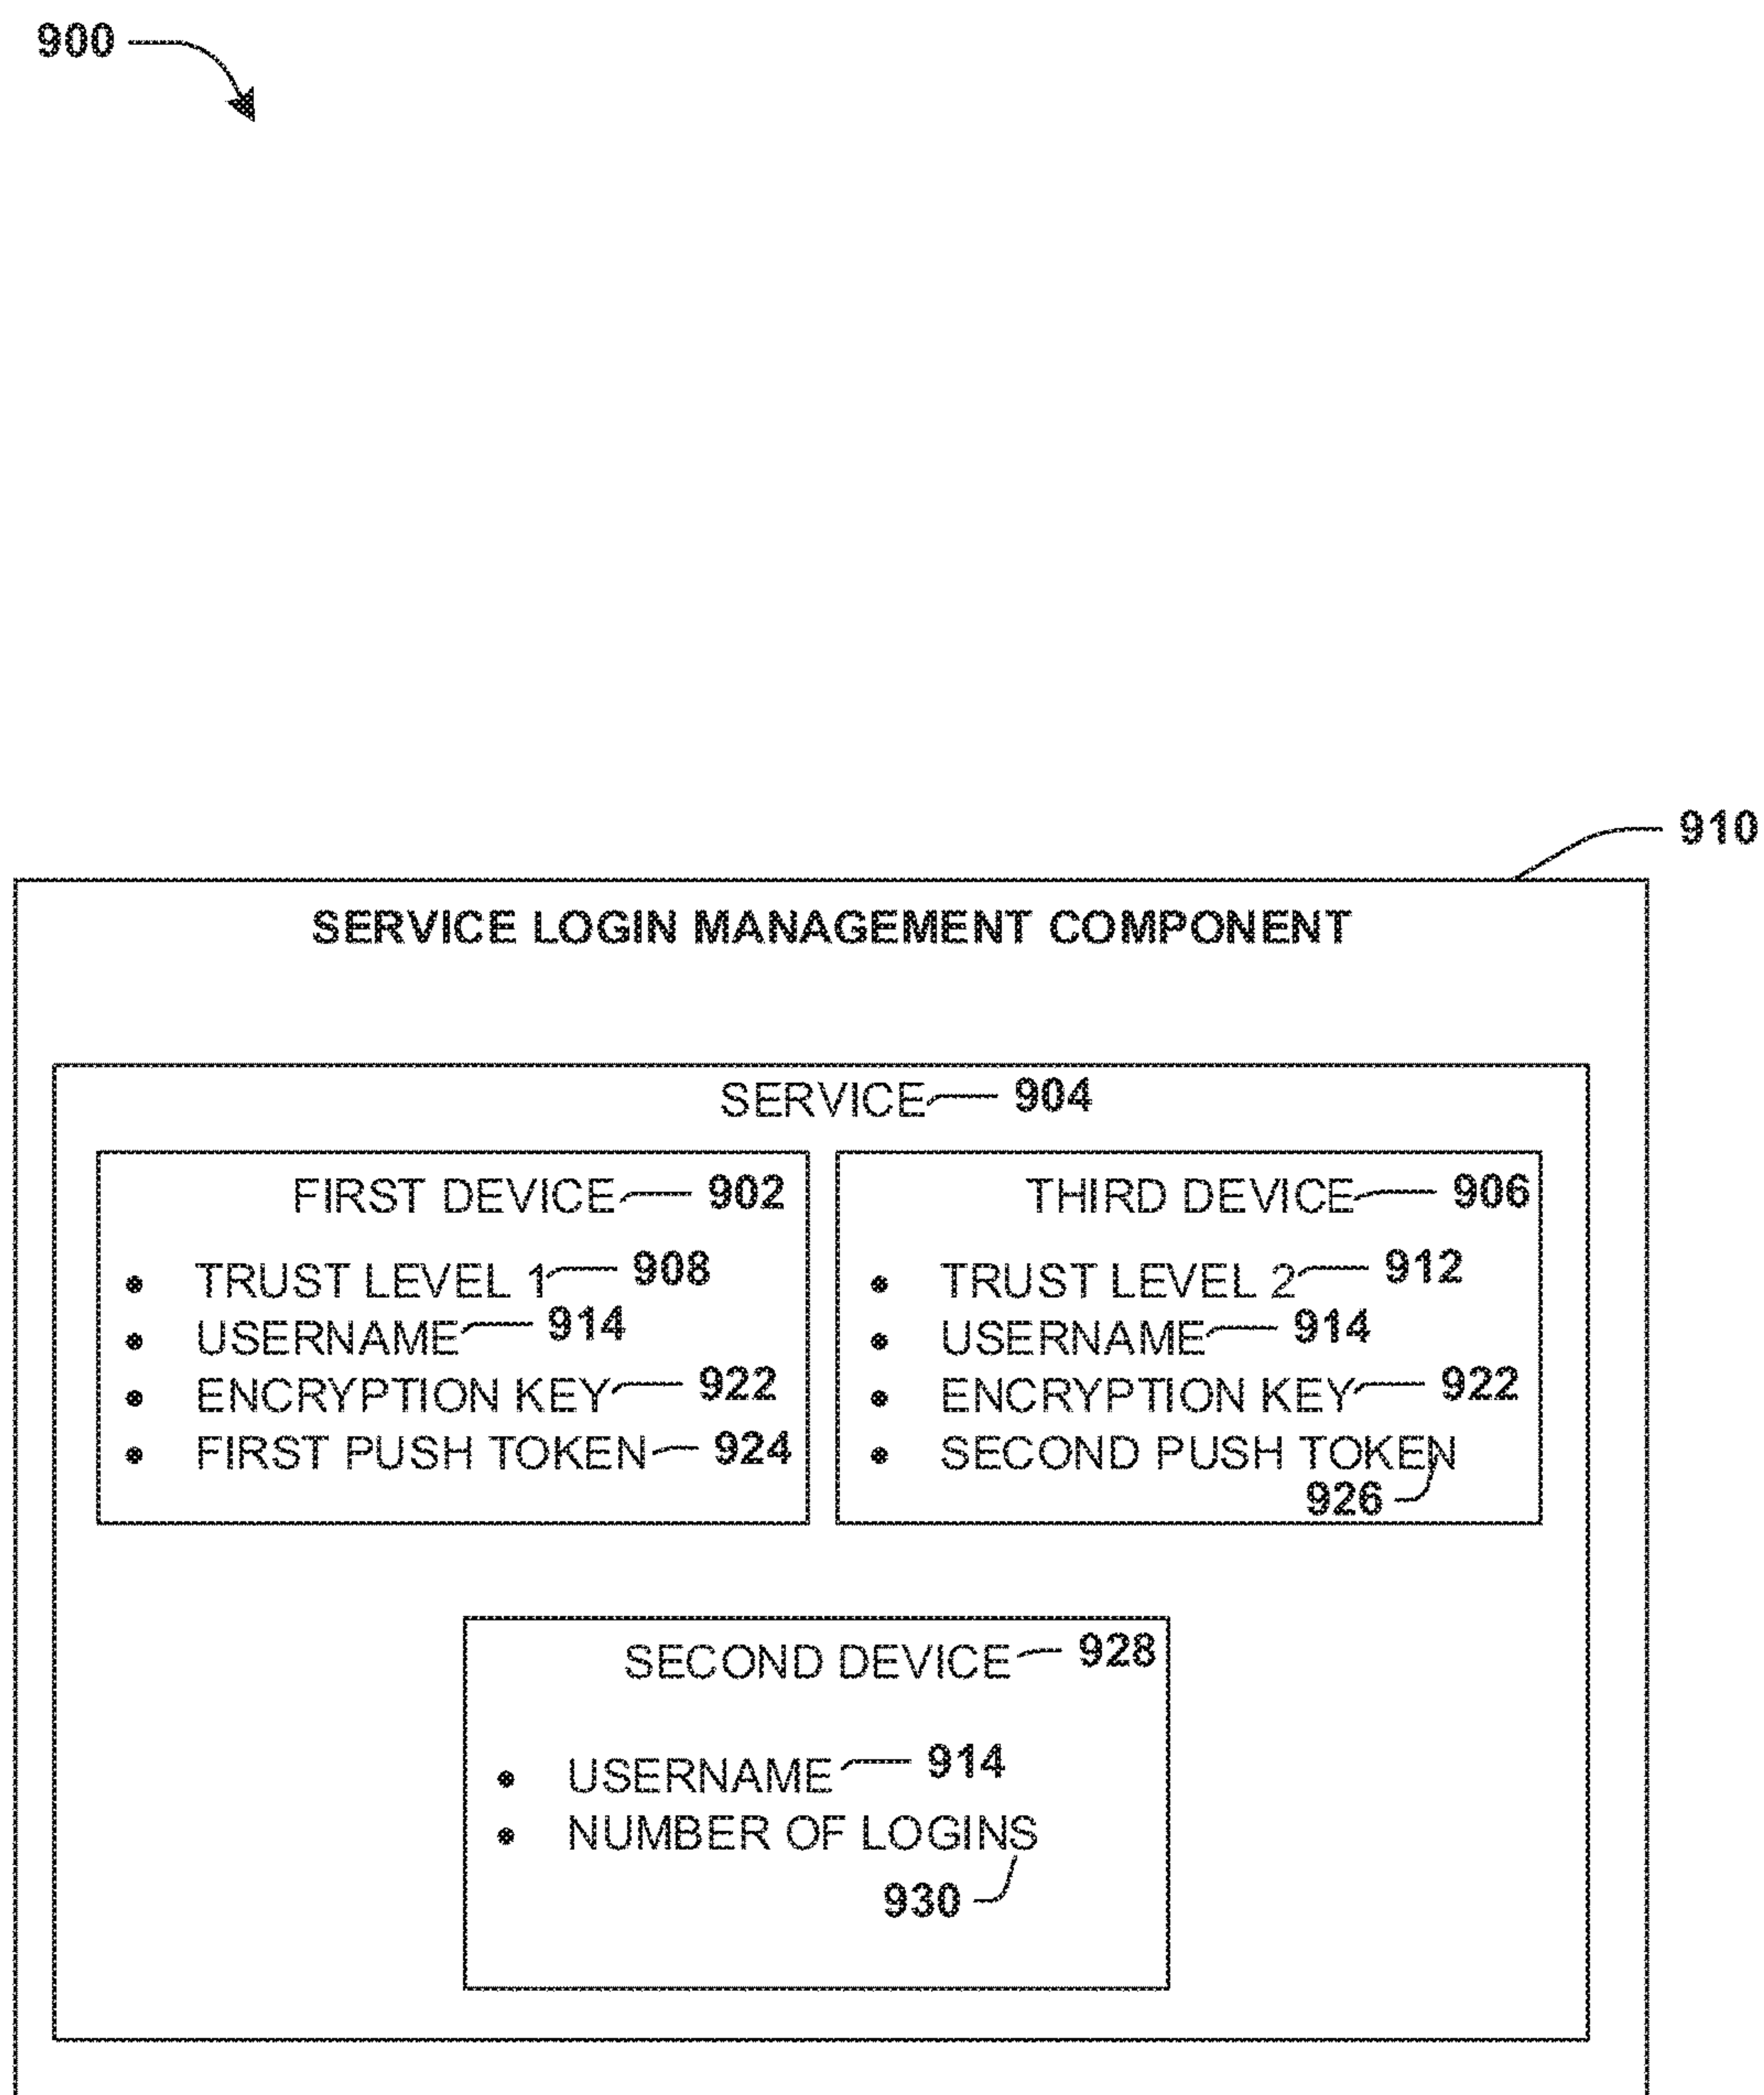 900
910
SERVICE LOGIN MANAGEMENT COMPONENT
SERVICE 904
FIRST DEVICE 902
• TRUST LEVEL 1 908
• USERNAME 914
• ENCRYPTION KEY 922
• FIRST PUSH TOKEN 924
THIRD DEVICE 906
• TRUST LEVEL 2 912
• USERNAME 914
• ENCRYPTION KEY 922
• SECOND PUSH TOKEN
926
SECOND DEVICE 928
• USERNAME 914
• NUMBER OF LOGINS
930